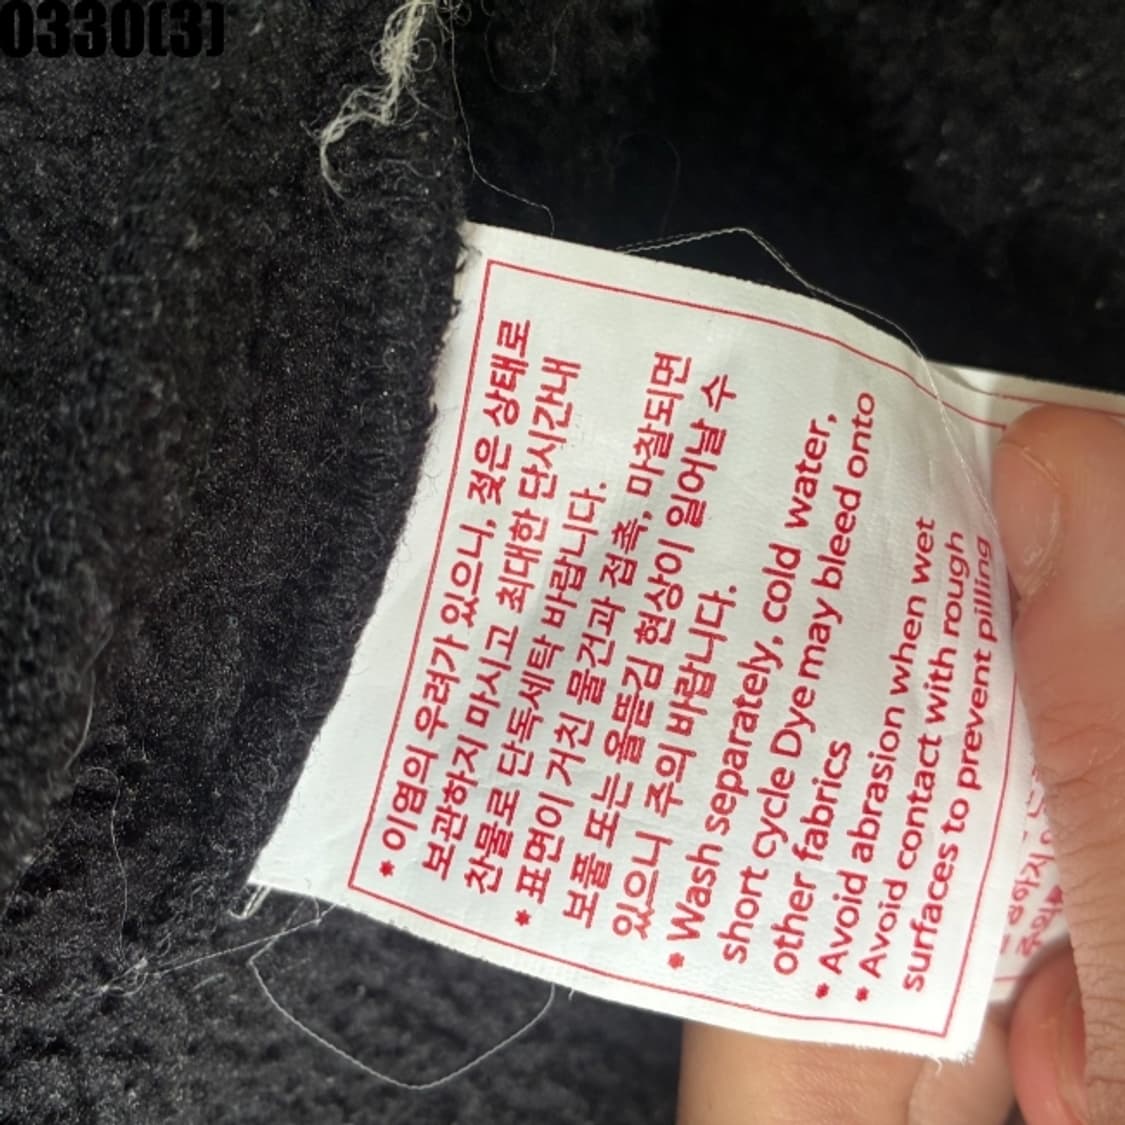 0330(3)
* 이염의 우려가 있으니, 젖은 상태로
보관하지 마시고 최대한 단시간내
찬물로 단독세탁 바랍니다.
* 표면이 거친 물건과 접촉, 마찰되면
보풀 또는 올뜯김 현상이 일어날 수
있으니 주의 바랍니다.
* Wash separately, cold water,
short cycle Dye may bleed onto
other fabrics
* Avoid abrasion when wet
* Avoid contact with rough
surfaces to prevent pilling